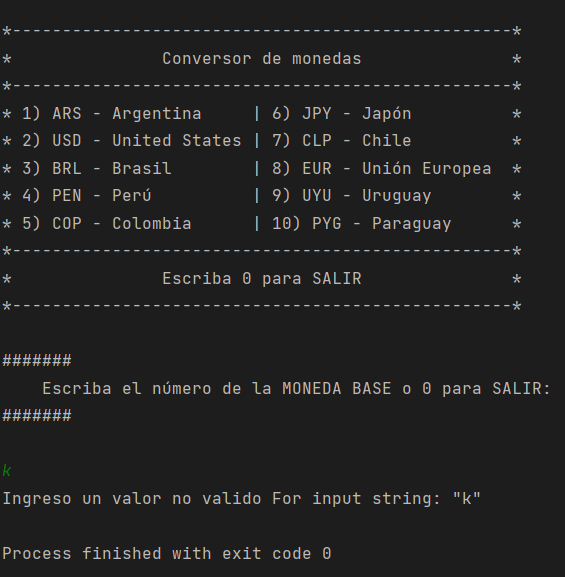 *--------------------------------------------------*
*               Conversor de monedas               *
*--------------------------------------------------*
* 1) ARS - Argentina     | 6) JPY - Japón          *
* 2) USD - United States | 7) CLP - Chile          *
* 3) BRL - Brasil        | 8) EUR - Unión Europea  *
* 4) PEN - Perú          | 9) UYU - Uruguay        *
* 5) COP - Colombia      | 10) PYG - Paraguay      *
*--------------------------------------------------*
*               Escriba 0 para SALIR               *
*--------------------------------------------------*
#######
    Escriba el número de la MONEDA BASE o 0 para SALIR:
#######
k
Ingreso un valor no valido For input string: "k"
Process finished with exit code 0